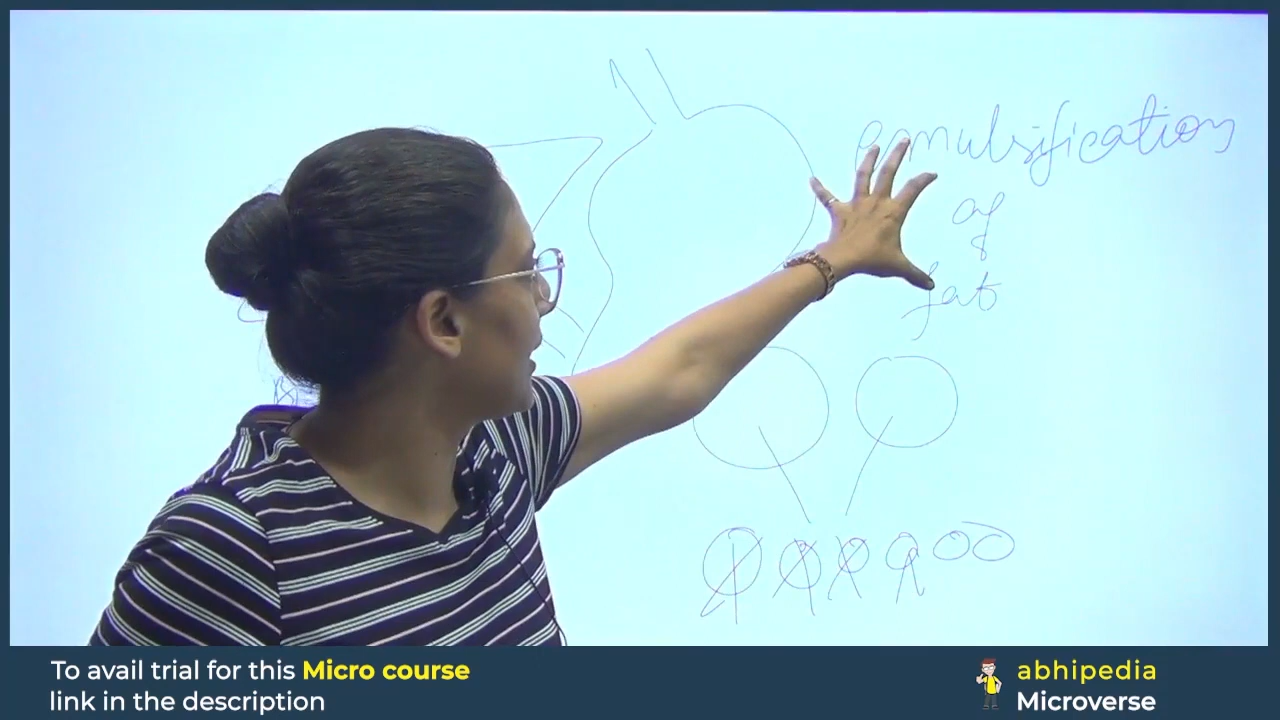 emulsification
of
fat
To avail trial for this Micro course
link in the description
abhipedia
Microverse